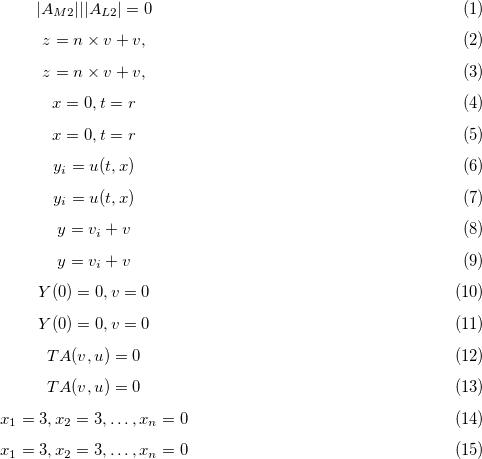 |A_{M2}|||A_{L2}| = 0 (1)
z = n × v + v, (2)
z = n × v + v, (3)
x = 0, t = r (4)
x = 0, t = r (5)
y_i = u(t, x) (6)
y_i = u(t, x) (7)
y = v_i + v (8)
y = v_i + v (9)
Y(0) = 0, v = 0 (10)
Y(0) = 0, v = 0 (11)
TA(v, u) = 0 (12)
TA(v, u) = 0 (13)
x_1 = 3, x_2 = 3, . . . , x_n = 0 (14)
x_1 = 3, x_2 = 3, . . . , x_n = 0 (15)